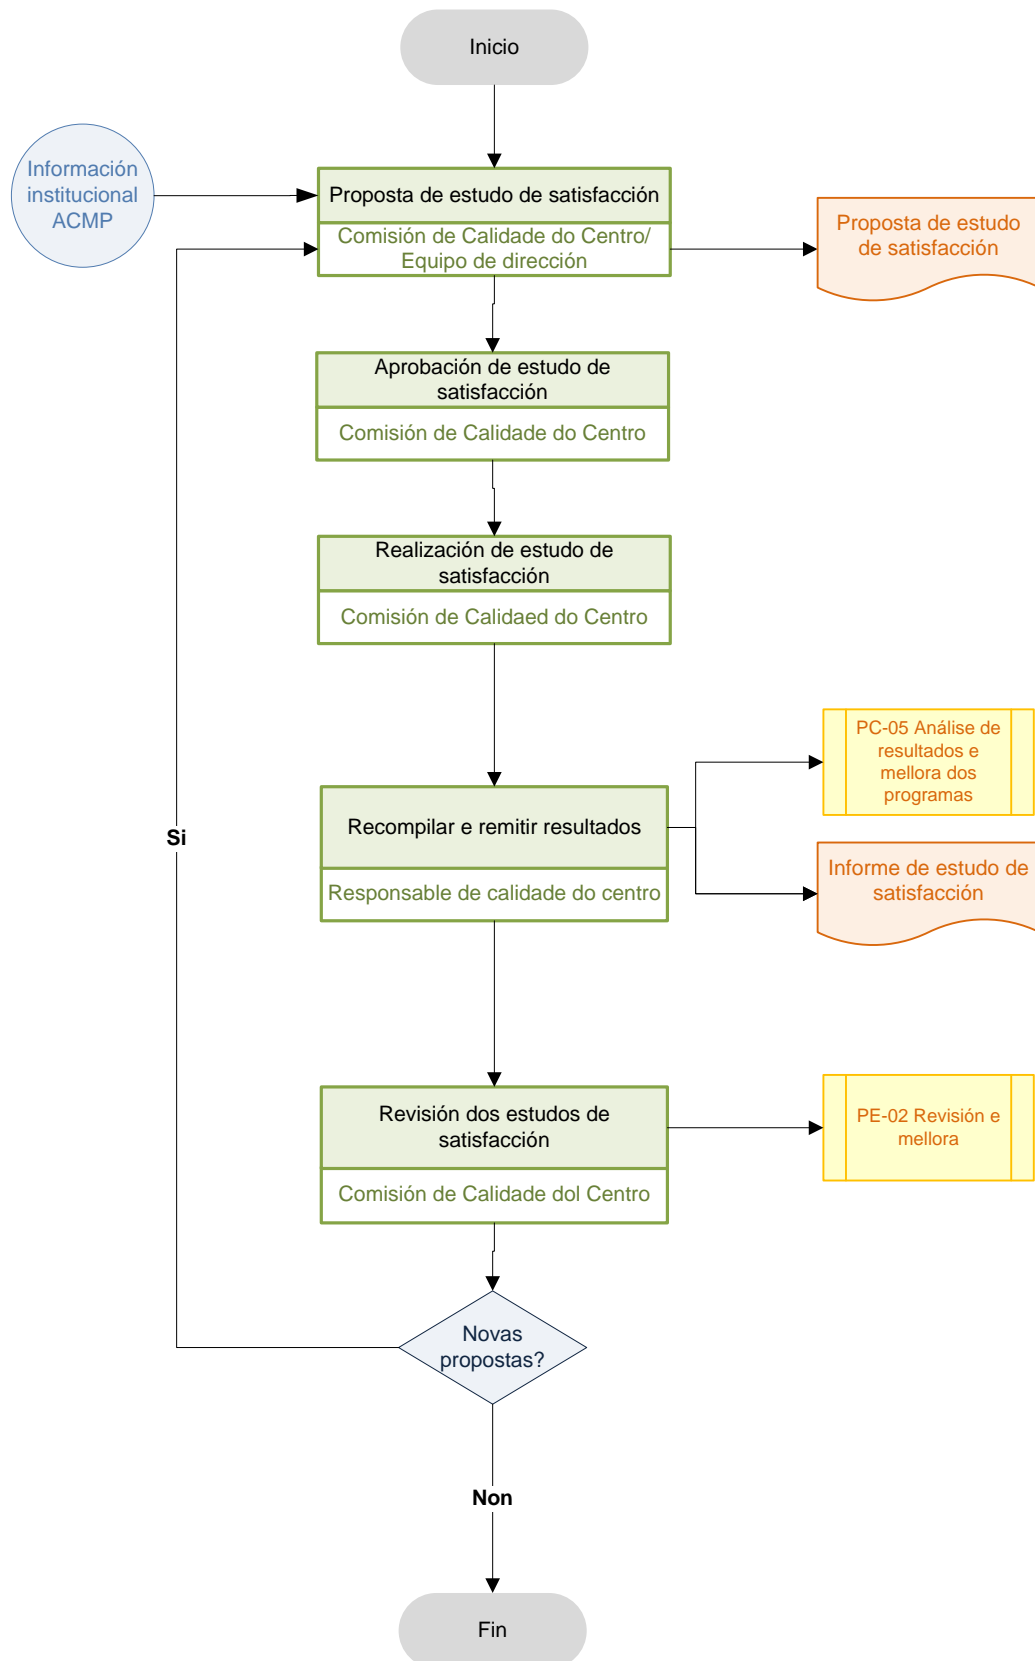 Inicio
Información
institucional
ACMP
Proposta de estudo de satisfacción
Comisión de Calidade do Centro/
Equipo de dirección
Proposta de estudo
de satisfacción
Aprobación de estudo de
satisfacción
Comisión de Calidade do Centro
Realización de estudo de
satisfacción
Comisión de Calidaed do Centro
PC-05 Análise de
resultados e
mellora dos
programas
Recompilar e remitir resultados
Responsable de calidade do centro
Informe de estudo de
satisfacción
Si
Revisión dos estudos de
satisfacción
Comisión de Calidade dol Centro
PE-02 Revisión e
mellora
Novas
propostas?
Non
Fin